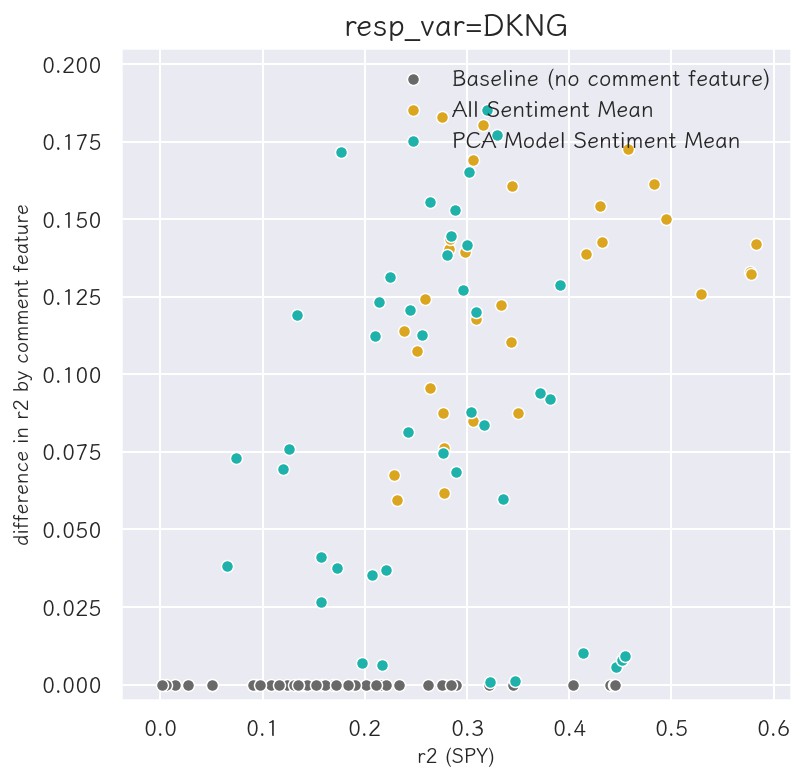 resp_var=DKNG
Baseline (no comment feature)
All Sentiment Mean
PCA Model Sentiment Mean
difference in r2 by comment feature
0.200
0.175
0.150
0.125
0.100
0.075
0.050
0.025
0.000
0.0 0.1 0.2 0.3 0.4 0.5 0.6
r2 (SPY)